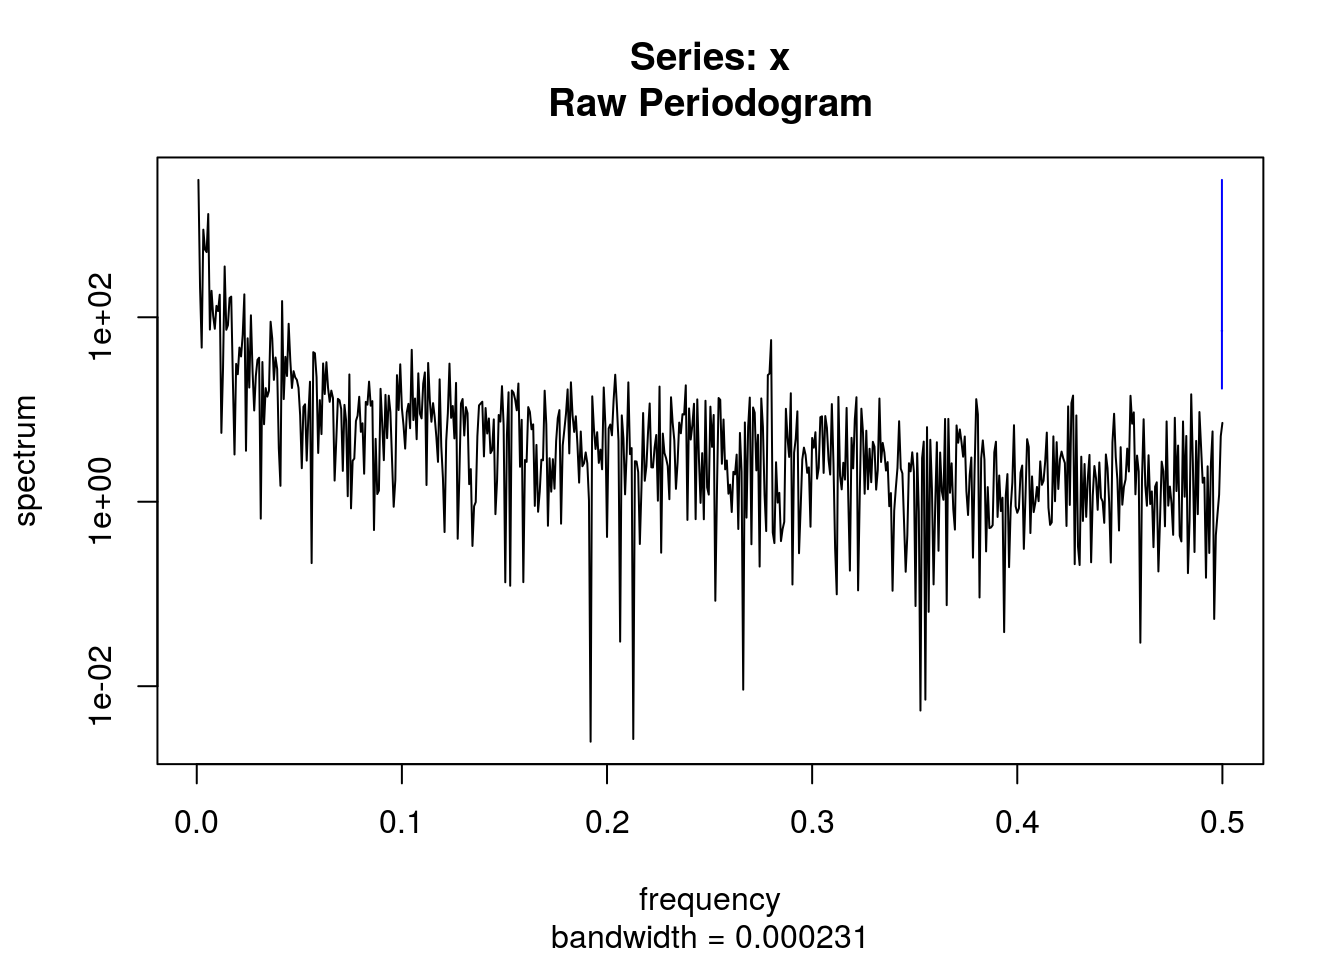 Series: x
Raw Periodogram
spectrum
1e+02
1e+00
1e-02
0.0 0.1 0.2 0.3 0.4 0.5
frequency
bandwidth = 0.000231